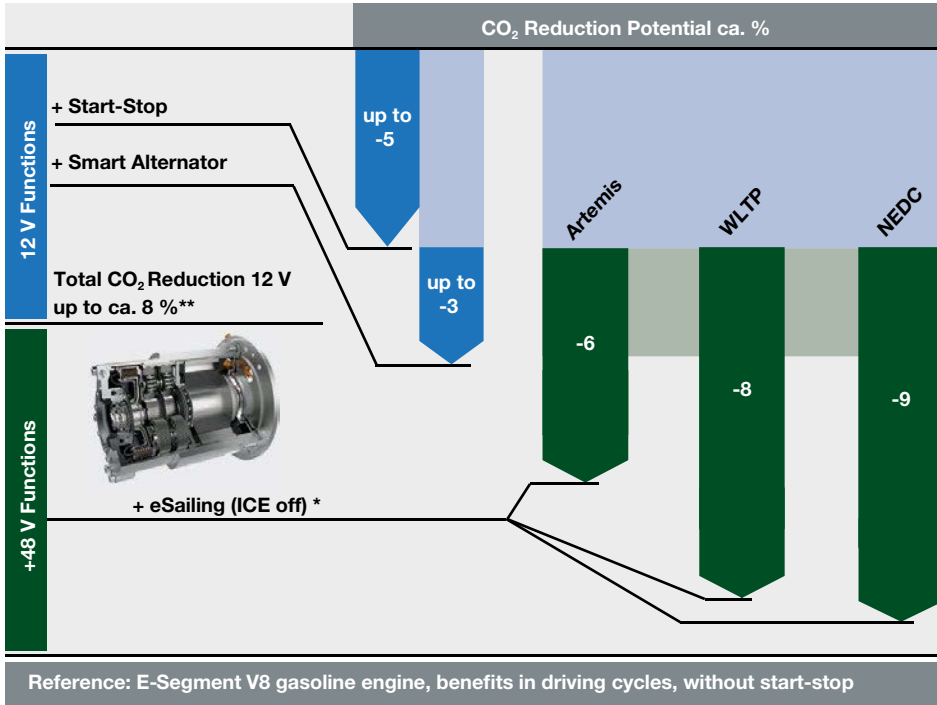 CO₂ Reduction Potential ca. %
12 V Functions
+ Start-Stop
+ Smart Alternator
Total CO₂ Reduction 12 V
up to ca. 8 %**
up to
-5
up to
-3
Artemis
WLTP
NEDC
-6
-8
-9
+48 V Functions
+ eSailing (ICE off) *
Reference: E-Segment V8 gasoline engine, benefits in driving cycles, without start-stop